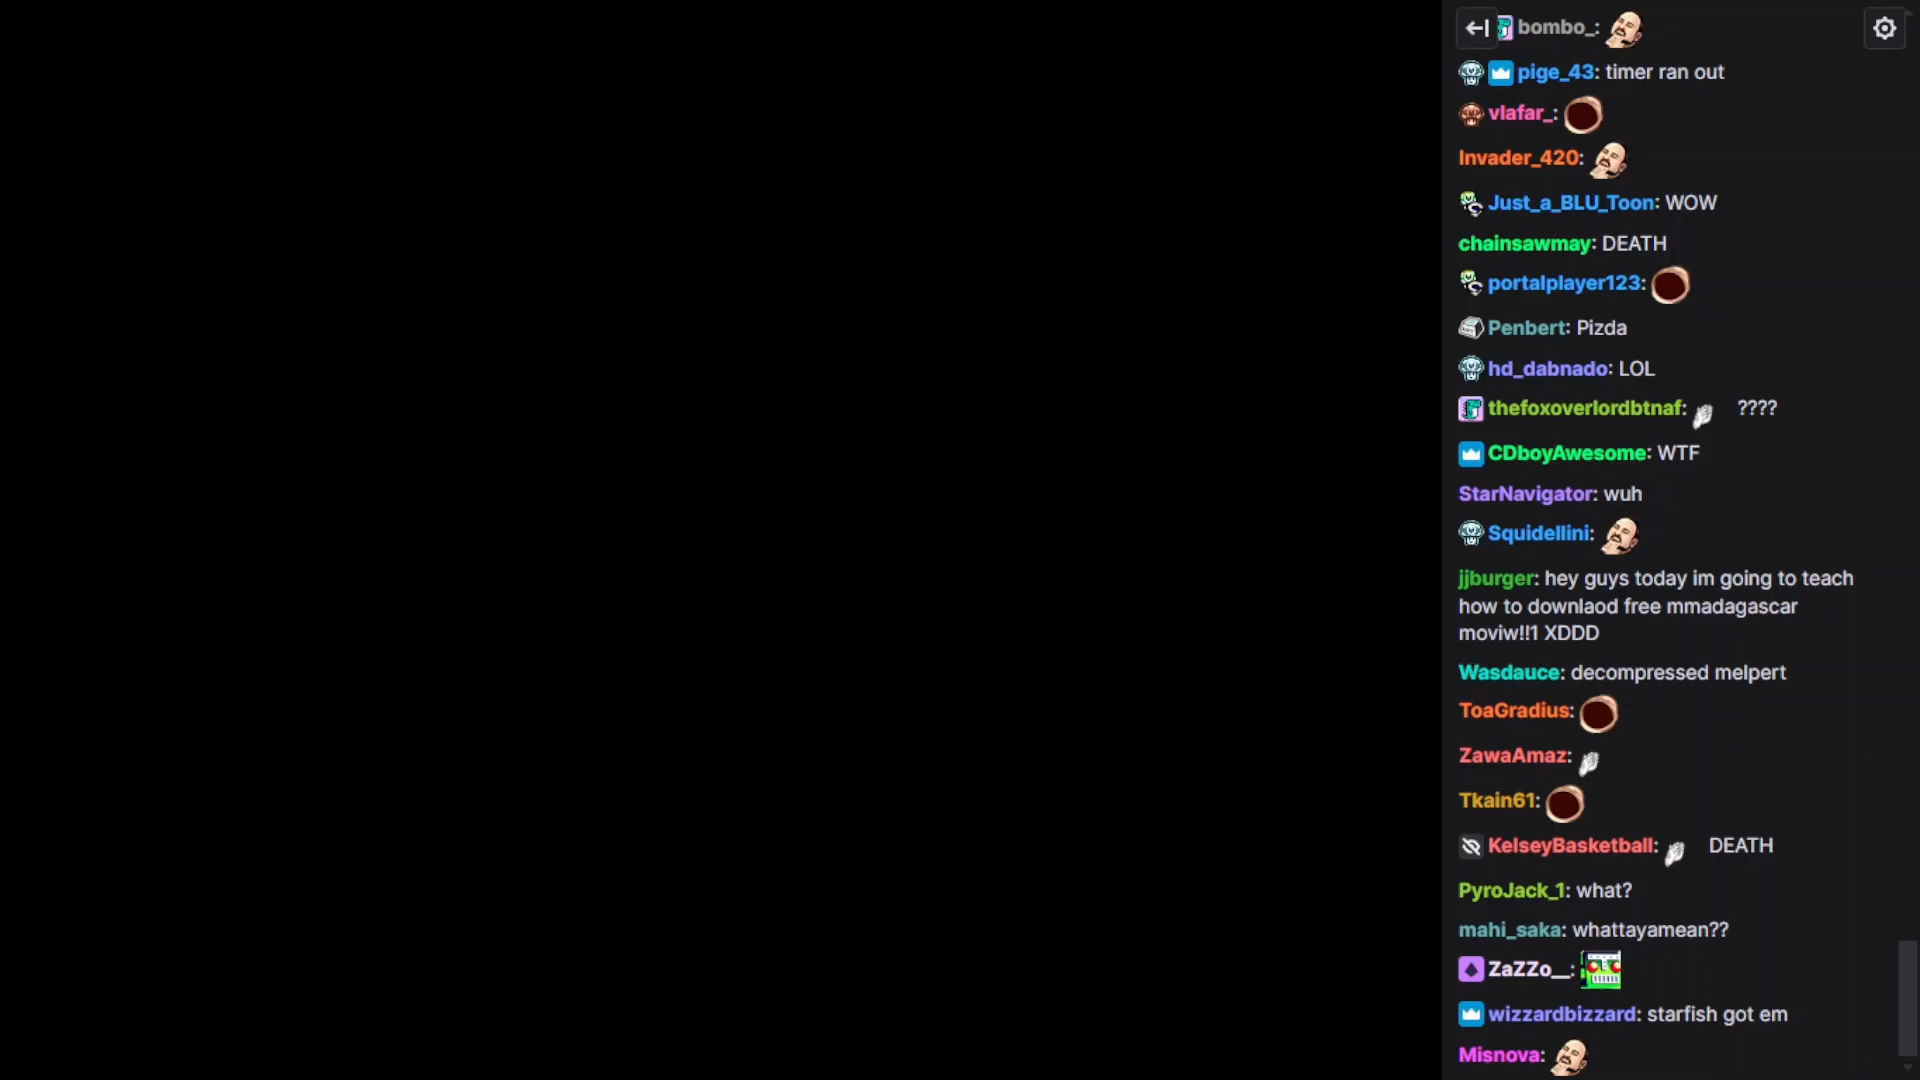 bombo_:
pige_43: timer ran out
vlafar_:
Invader_420:
Just_a_BLU_Toon: WOW
chainsawmay: DEATH
portalplayer123:
Penbert: Pizda
hd_dabnado: LOL
thefoxoverlordbtnaf: ????
CDboyAwesome: WTF
StarNavigator: wuh
Squidellini:
jjburger: hey guys today im going to teach
how to downlaod free mmadagascar
moviw!!1 XDDD
Wasdauce: decompressed melpert
ToaGradius:
ZawaAmaz:
Tkain61:
KelseyBasketball: DEATH
PyroJack_1: what?
mahi_saka: whattayamean??
ZaZZo__:
wizzardbizzard: starfish got em
Misnova: